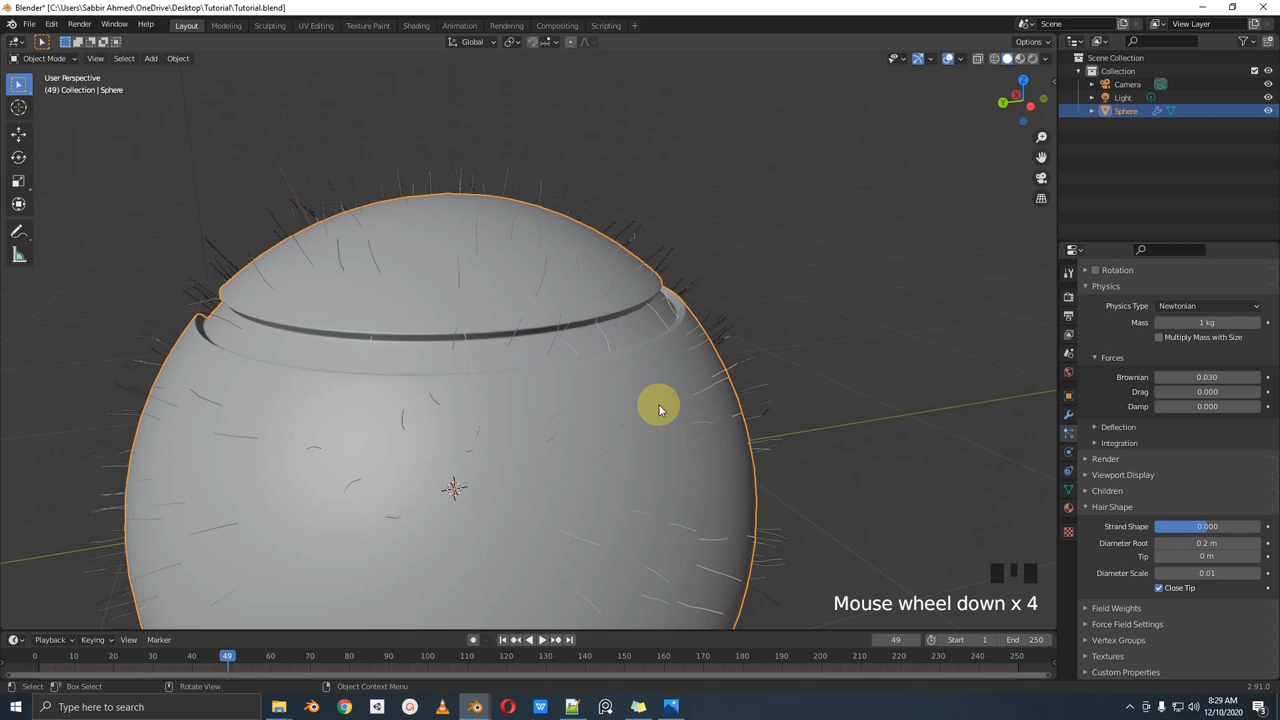 Blender* [C:\Users\Sabbir Ahmed\OneDrive\Desktop\Tutorial\Tutorial.blend]
File Edit Render Window Help Layout Modeling Sculpting UV Editing Texture Paint Shading Animation Rendering Compositing Scripting + Scene View Layer
Global Options
Object Mode View Select Add Object
User Perspective
(49) Collection | Sphere
Scene Collection
Collection
Camera
Light
Sphere
Z
Y
X
Rotation
Physics
Physics Type Newtonian
Mass 1 kg
Multiply Mass with Size
Forces
Brownian 0.030
Drag 0.000
Damp 0.000
Deflection
Integration
Render
Viewport Display
Children
Hair Shape
Strand Shape 0.000
Diameter Root 0.2 m
Tip 0 m
Diameter Scale 0.01
Close Tip
Field Weights
Force Field Settings
Vertex Groups
Textures
Custom Properties
Mouse wheel down x 4
Playback Keying View Marker 49 Start 1 End 250
0 10 20 30 40 49 60 70 80 90 100 110 120 130 140 150 160 170 180 190 200 210 220 230 240 250
Select Box Select Rotate View Object Context Menu 2.91.0
Type here to search
8:29 AM
12/10/2020